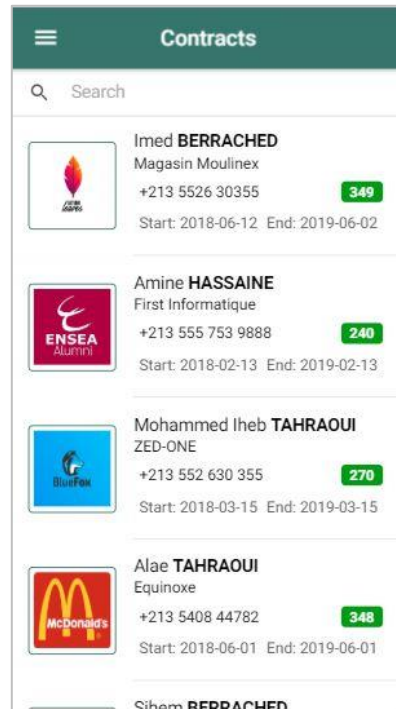 Contracts
Search
Imed BERRACHED
Magasin Moulinex
+213 5526 30355 349
Start: 2018-06-12 End: 2019-06-02
ENSEA
Alumni
Amine HASSAINE
First Informatique
+213 555 753 9888 240
Start: 2018-02-13 End: 2019-02-13
BlueFox
Mohammed Iheb TAHRAOUI
ZED-ONE
+213 552 630 355 270
Start: 2018-03-15 End: 2019-03-15
McDonald's
Alae TAHRAOUI
Equinoxe
+213 5408 44782 348
Start: 2018-06-01 End: 2019-06-01
Sihem BERRACHED